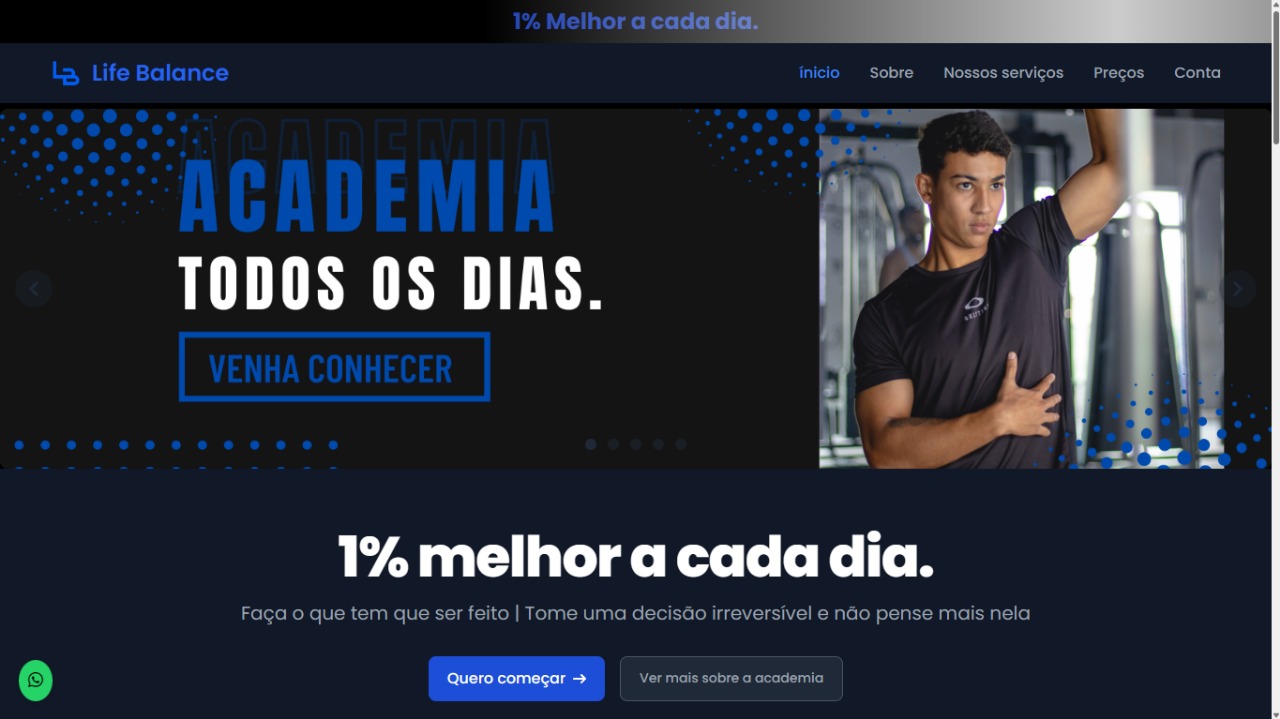 1% Melhor a cada dia.
Life Balance
ínicio
Sobre
Nossos serviços
Preços
Conta
ACADEMIA
ACADEMIA
TODOS OS DIAS.
VENHA CONHECER
1% melhor a cada dia.
Faça o que tem que ser feito | Tome uma decisão irreversível e não pense mais nela
Quero começar →
Ver mais sobre a academia